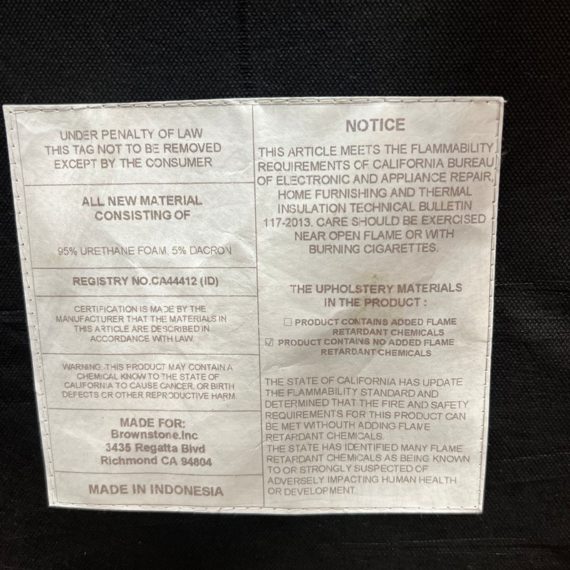 UNDER PENALTY OF LAW
THIS TAG NOT TO BE REMOVED
EXCEPT BY THE CONSUMER
ALL NEW MATERIAL
CONSISTING OF
95% URETHANE FOAM, 5% DACRON
REGISTRY NO.CA44412 (ID)
CERTIFICATION IS MADE BY THE
MANUFACTURER THAT THE MATERIALS IN
THIS ARTICLE ARE DESCRIBED IN
ACCORDANCE WITH LAW
WARNING :THIS PRODUCT MAY CONTAIN A
CHEMICAL KNOW TO THE STATE OF
CALIFORNIA TO CAUSE CANCER, OR BIRTH
DEFECTS OR OTHER REPRODUCTIVE HARM
MADE FOR:
Brownstone.Inc
3435 Regatta Blvd
Richmond CA 94804
MADE IN INDONESIA
NOTICE
THIS ARTICLE MEETS THE FLAMMABILITY
REQUIREMENTS OF CALIFORNIA BUREAU
OF ELECTRONIC AND APPLIANCE REPAIR,
HOME FURNISHING AND THERMAL
INSULATION TECHNICAL BULLETIN
117-2013. CARE SHOULD BE EXERCISED
NEAR OPEN FLAME OR WITH
BURNING CIGARETTES.
THE UPHOLSTERY MATERIALS
IN THE PRODUCT :
☐ PRODUCT CONTAINS ADDED FLAME
RETARDANT CHEMICALS
☑ PRODUCT CONTAINS NO ADDED FLAME
RETARDANT CHEMICALS
THE STATE OF CALIFORNIA HAS UPDATE
THE FLAMMABILITY STANDARD AND
DETERMINED THAT THE FIRE AND SAFETY
REQUIREMENTS FOR THIS PRODUCT CAN
BE MET WITHOUTH ADDING FLAME
RETARDANT CHEMICALS
THE STATE HAS IDENTIFIED MANY FLAME
RETARDANT CHEMICALS AS BEING KNOWN
TO OR STRONGLY SUSPECTED OF
ADVERSELY IMPACTING HUMAN HEALTH
OR DEVELOPMENT